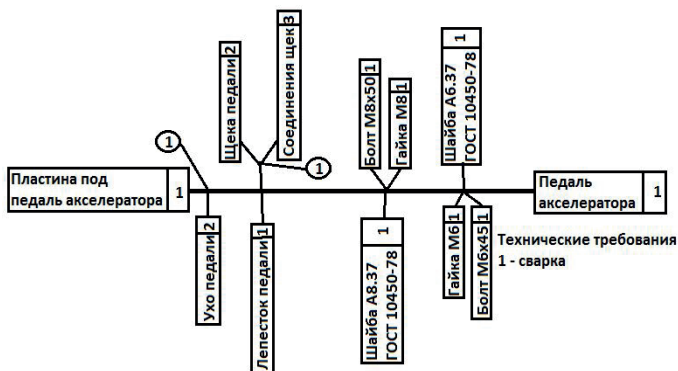 Щека педали 2
Соединения щек 3
1
1
Болт М8х50 1
Гайка М8 1
1
Шайба А6.37
ГОСТ 10450-78
Пластина под
педаль акселератора
1
Педаль
акселератора
1
Ухо педали 2
Лепесток педали 1
1
Шайба А8.37
ГОСТ 10450-78
Гайка М6 1
Болт М6х45 1
Технические требования
1 - сварка